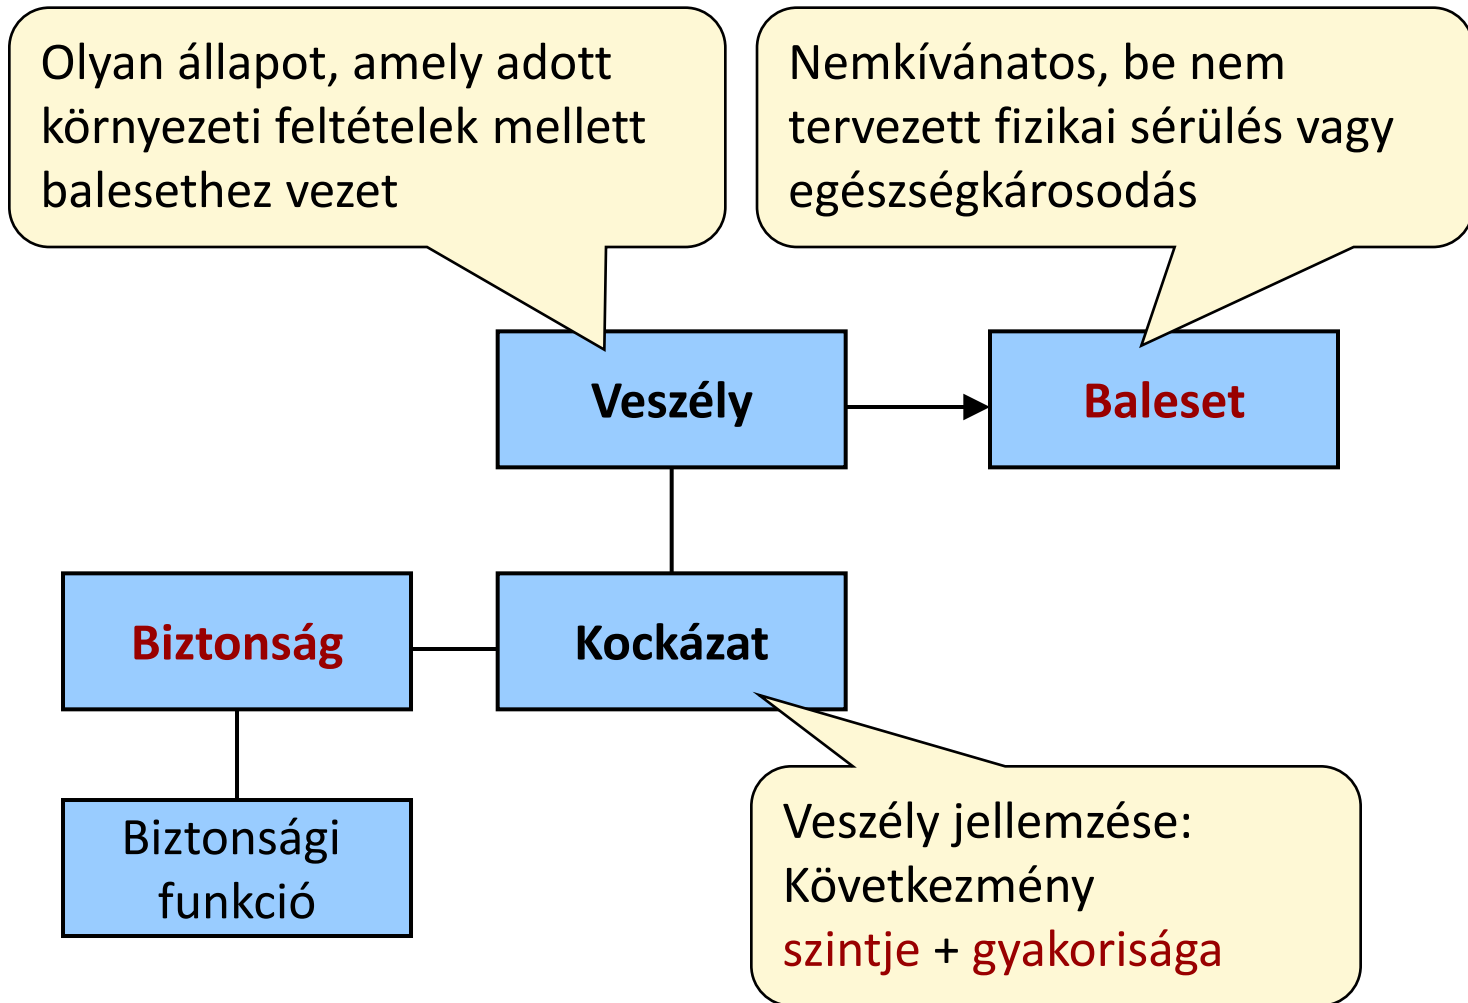 Olyan állapot, amely adott
környezeti feltételek mellett
balesethez vezet
Nemkívánatos, be nem
tervezett fizikai sérülés vagy
egészségkárosodás
Veszély
Baleset
Biztonság
Kockázat
Biztonsági
funkció
Veszély jellemzése:
Következmény
szintje + gyakorisága